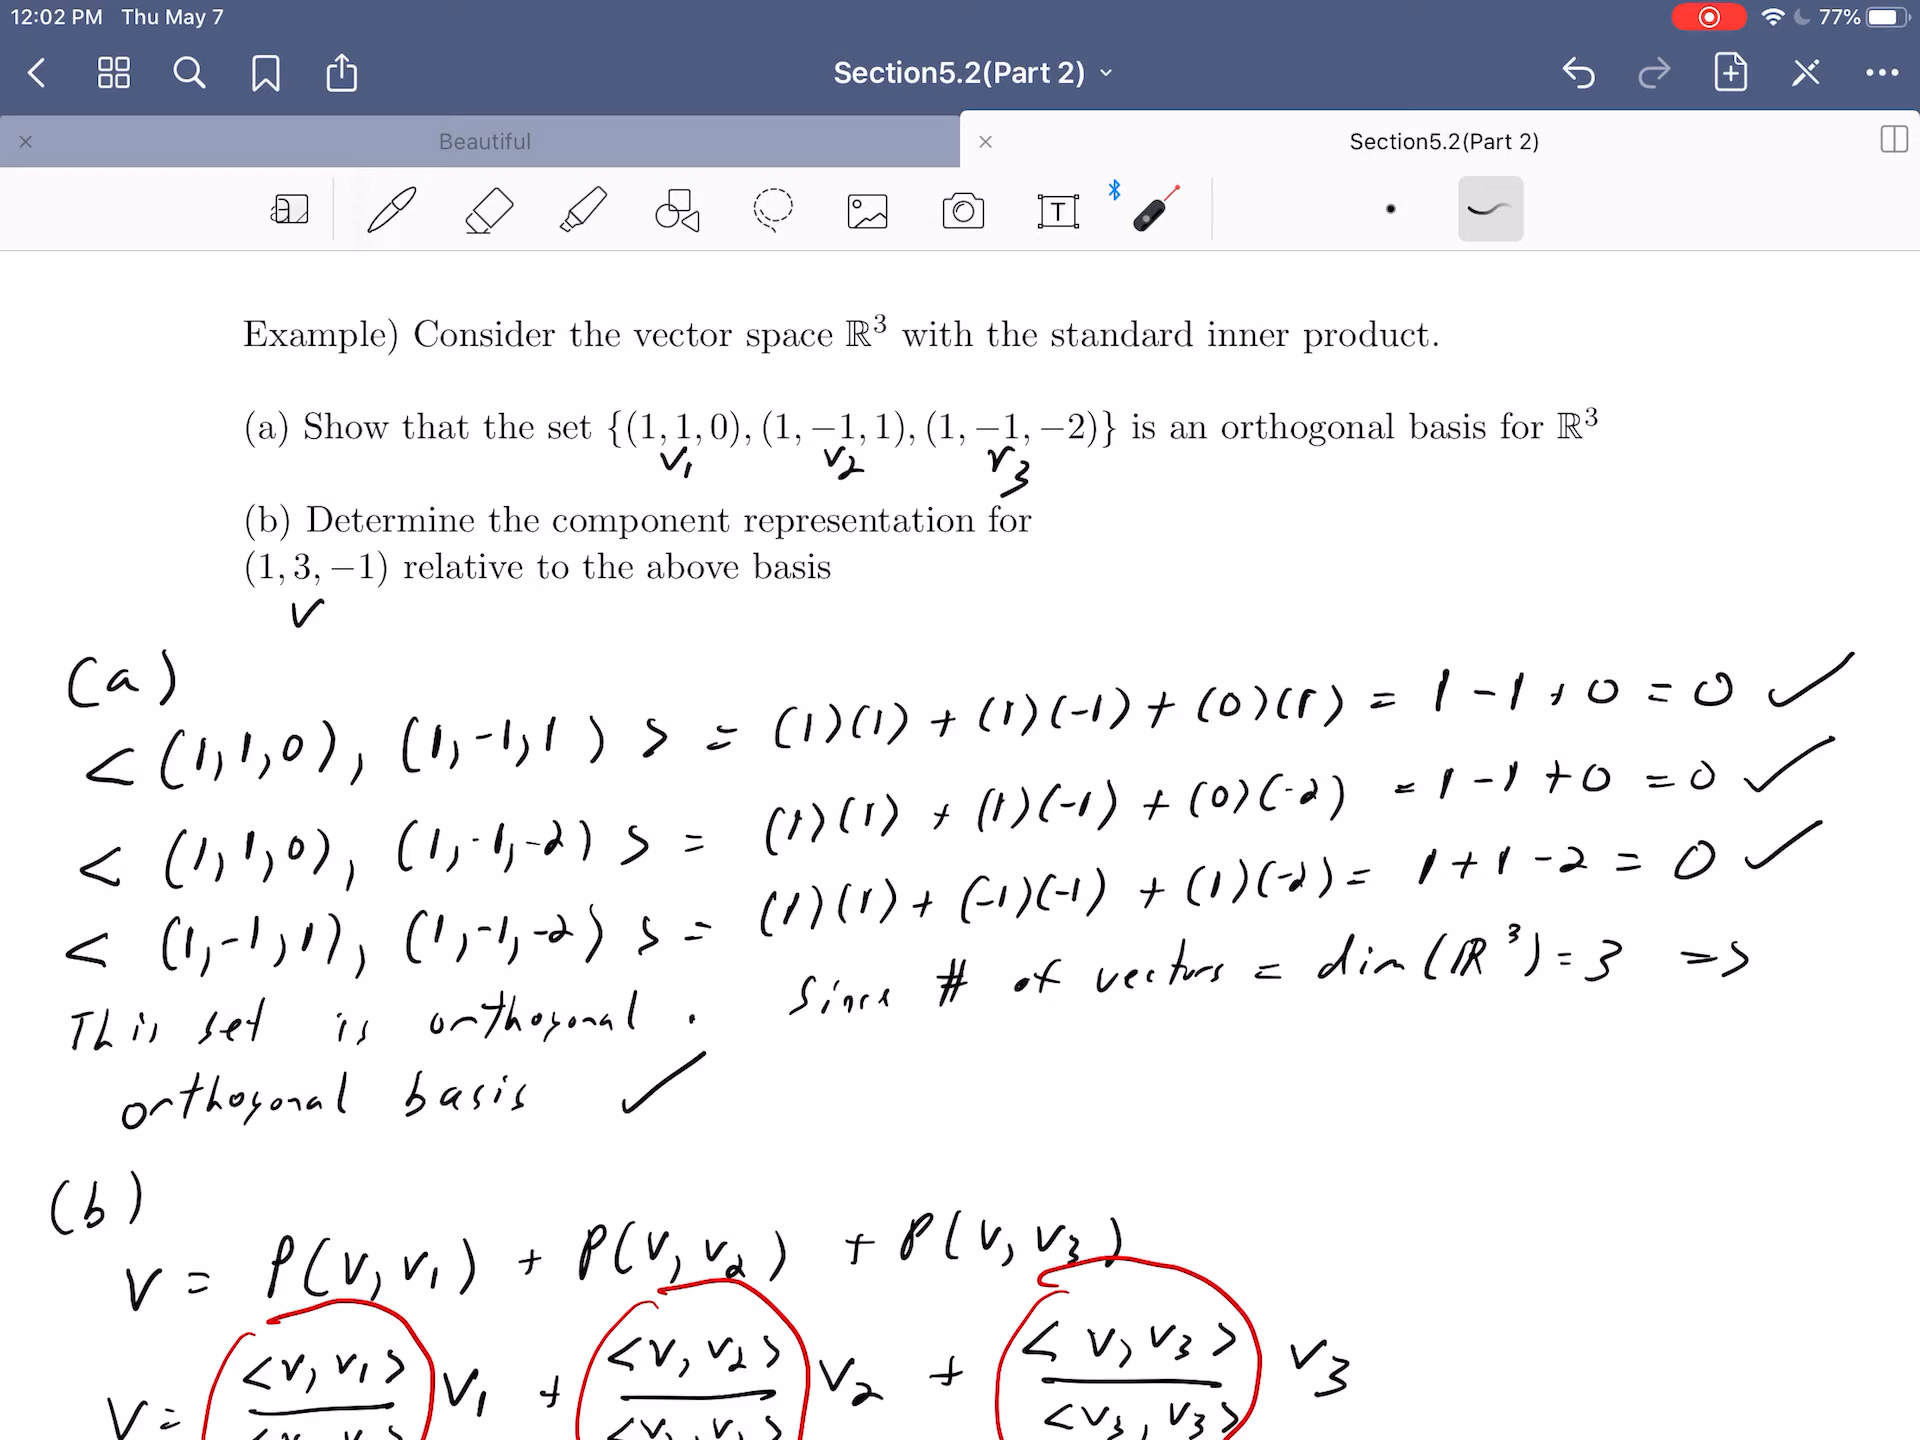 12:02 PM Thu May 7
77%
Section5.2(Part 2)
Beautiful
Section5.2(Part 2)
Example) Consider the vector space ℝ³ with the standard inner product.
(a) Show that the set {(1, 1, 0), (1, −1, 1), (1, −1, −2)} is an orthogonal basis for ℝ³
v₁ v₂ v₃
(b) Determine the component representation for
(1, 3, −1) relative to the above basis
v
(a)
<(1,1,0), (1,-1,1)> = (1)(1) + (1)(-1) + (0)(1) = 1 - 1 + 0 = 0 ✓
<(1,1,0), (1,-1,-2)> = (1)(1) + (1)(-1) + (0)(-2) = 1 - 1 + 0 = 0 ✓
<(1,-1,1), (1,-1,-2)> = (1)(1) + (-1)(-1) + (1)(-2) = 1 + 1 - 2 = 0 ✓
This set is orthogonal. Since # of vectors = dim(ℝ³) = 3 =>
orthogonal basis ✓
(b)
v = P(v, v₁) + P(v, v₂) + P(v, v₃)
v = <v, v₁> v₁ + <v, v₂> v₂ + <v, v₃> v₃
<v₃, v₃>